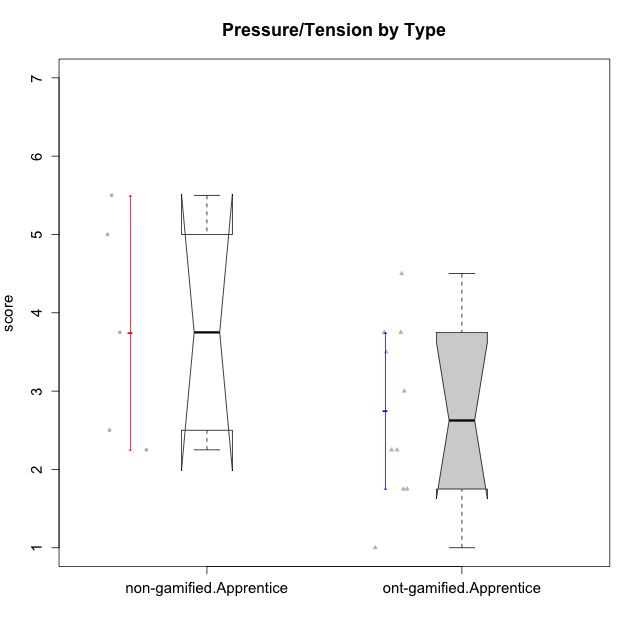 Pressure/Tension by Type
7
6
5
4
3
2
1
score
non-gamified.Apprentice
ont-gamified.Apprentice